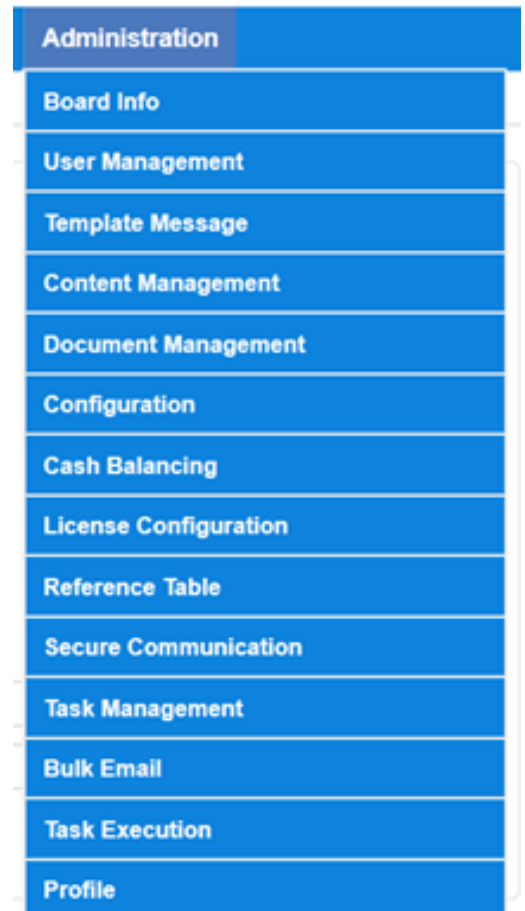 Administration
Board Info
User Management
Template Message
Content Management
Document Management
Configuration
Cash Balancing
License Configuration
Reference Table
Secure Communication
Task Management
Bulk Email
Task Execution
Profile